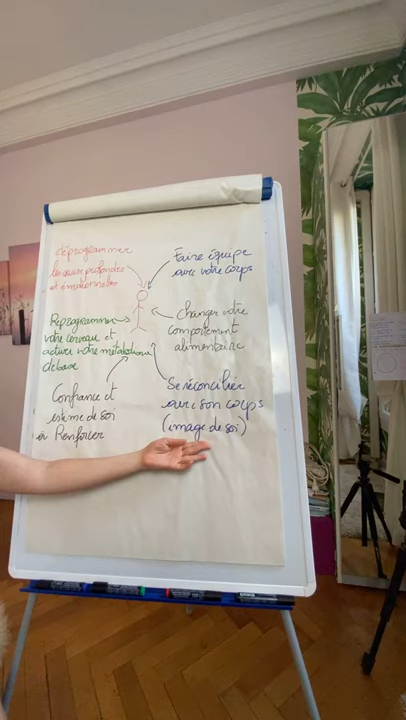 déprogrammer
les causes profondes
et émotionnelles
Faire équipe
avec votre corps
Changer votre
comportement
alimentaire
Reprogrammer
votre cerveau et
activer votre métabolisme
de base
Confiance et
estime de soi
Renforcer
Se réconcilier
avec son corps
(image de soi)